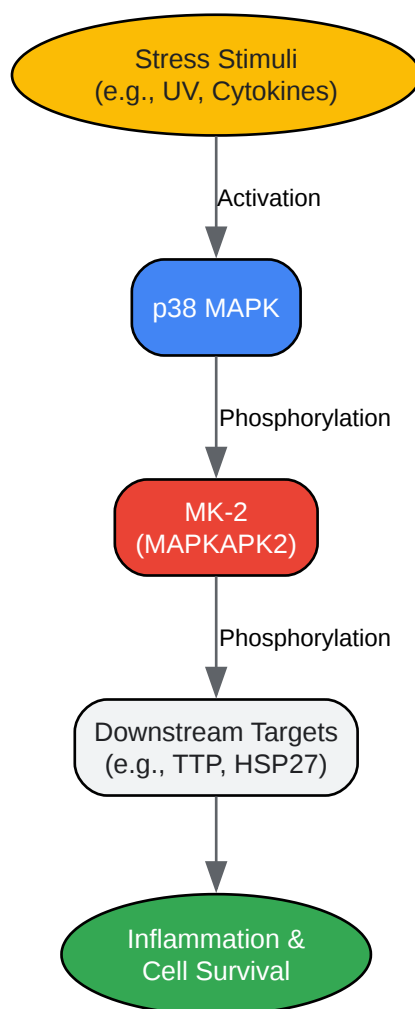 Stress Stimuli
(e.g., UV, Cytokines)
Activation
p38 MAPK
Phosphorylation
MK-2
(MAPKAPK2)
Phosphorylation
Downstream Targets
(e.g., TTP, HSP27)
Inflammation &
Cell Survival